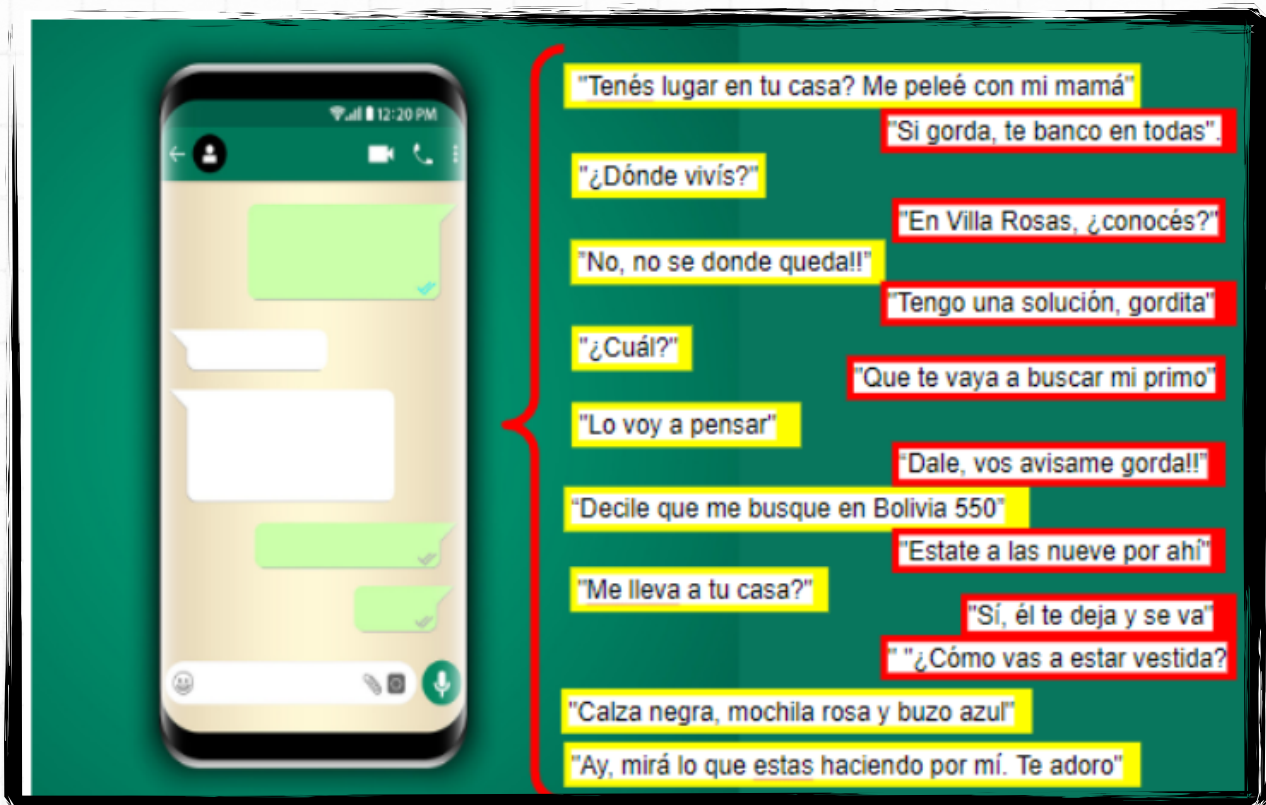 12:20 PM
"Tenés lugar en tu casa? Me peleé con mi mamá"
"Si gorda, te banco en todas".
"¿Dónde vivís?"
"En Villa Rosas, ¿conocés?"
"No, no se donde queda!!"
"Tengo una solución, gordita"
"¿Cuál?"
"Que te vaya a buscar mi primo"
"Lo voy a pensar"
“Dale, vos avisame gorda!!”
“Decile que me busque en Bolivia 550”
"Estate a las nueve por ahí"
"Me lleva a tu casa?"
"Sí, él te deja y se va"
" "¿Cómo vas a estar vestida?
"Calza negra, mochila rosa y buzo azul"
"Ay, mirá lo que estas haciendo por mí. Te adoro"